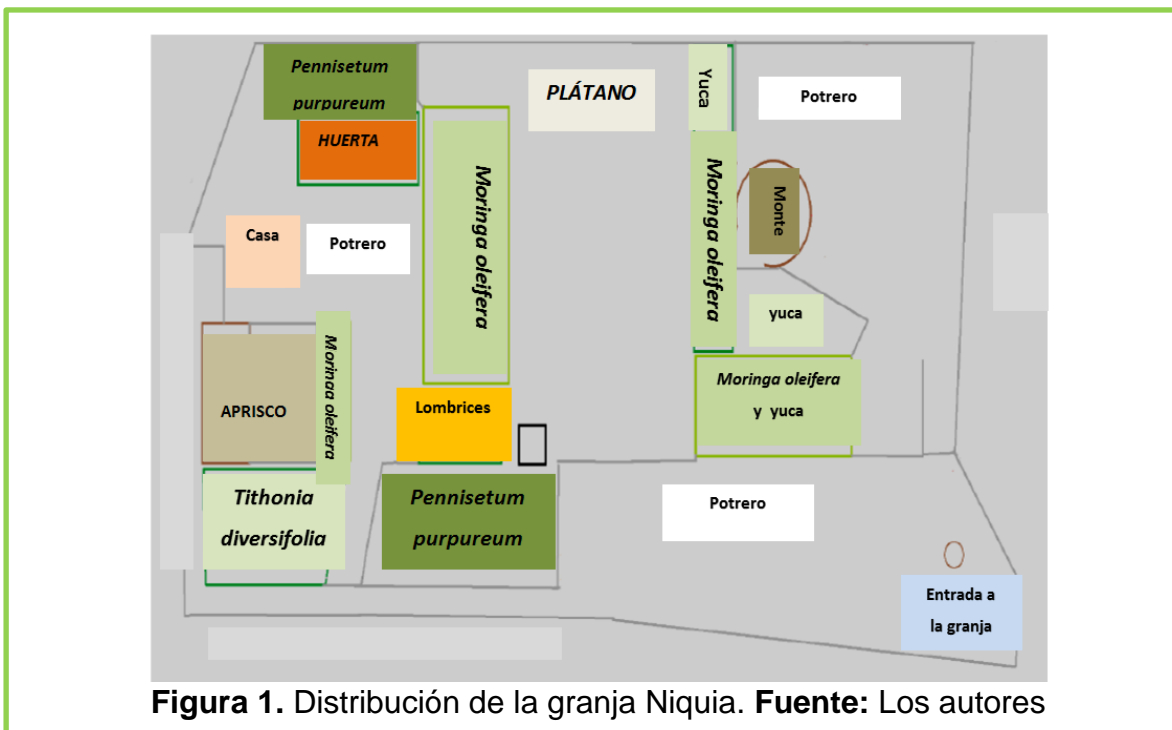 Pennisetum
purpureum
HUERTA
PLÁTANO
Yuca
Potrero
Moringa oleifera
Moringa oleifera
Monte
Casa
Potrero
yuca
Moringa oleifera
APRISCO
Lombrices
Moringa oleifera
y yuca
Tithonia
diversifolia
Pennisetum
purpureum
Potrero
Entrada a
la granja
Figura 1. Distribución de la granja Niquia. Fuente: Los autores